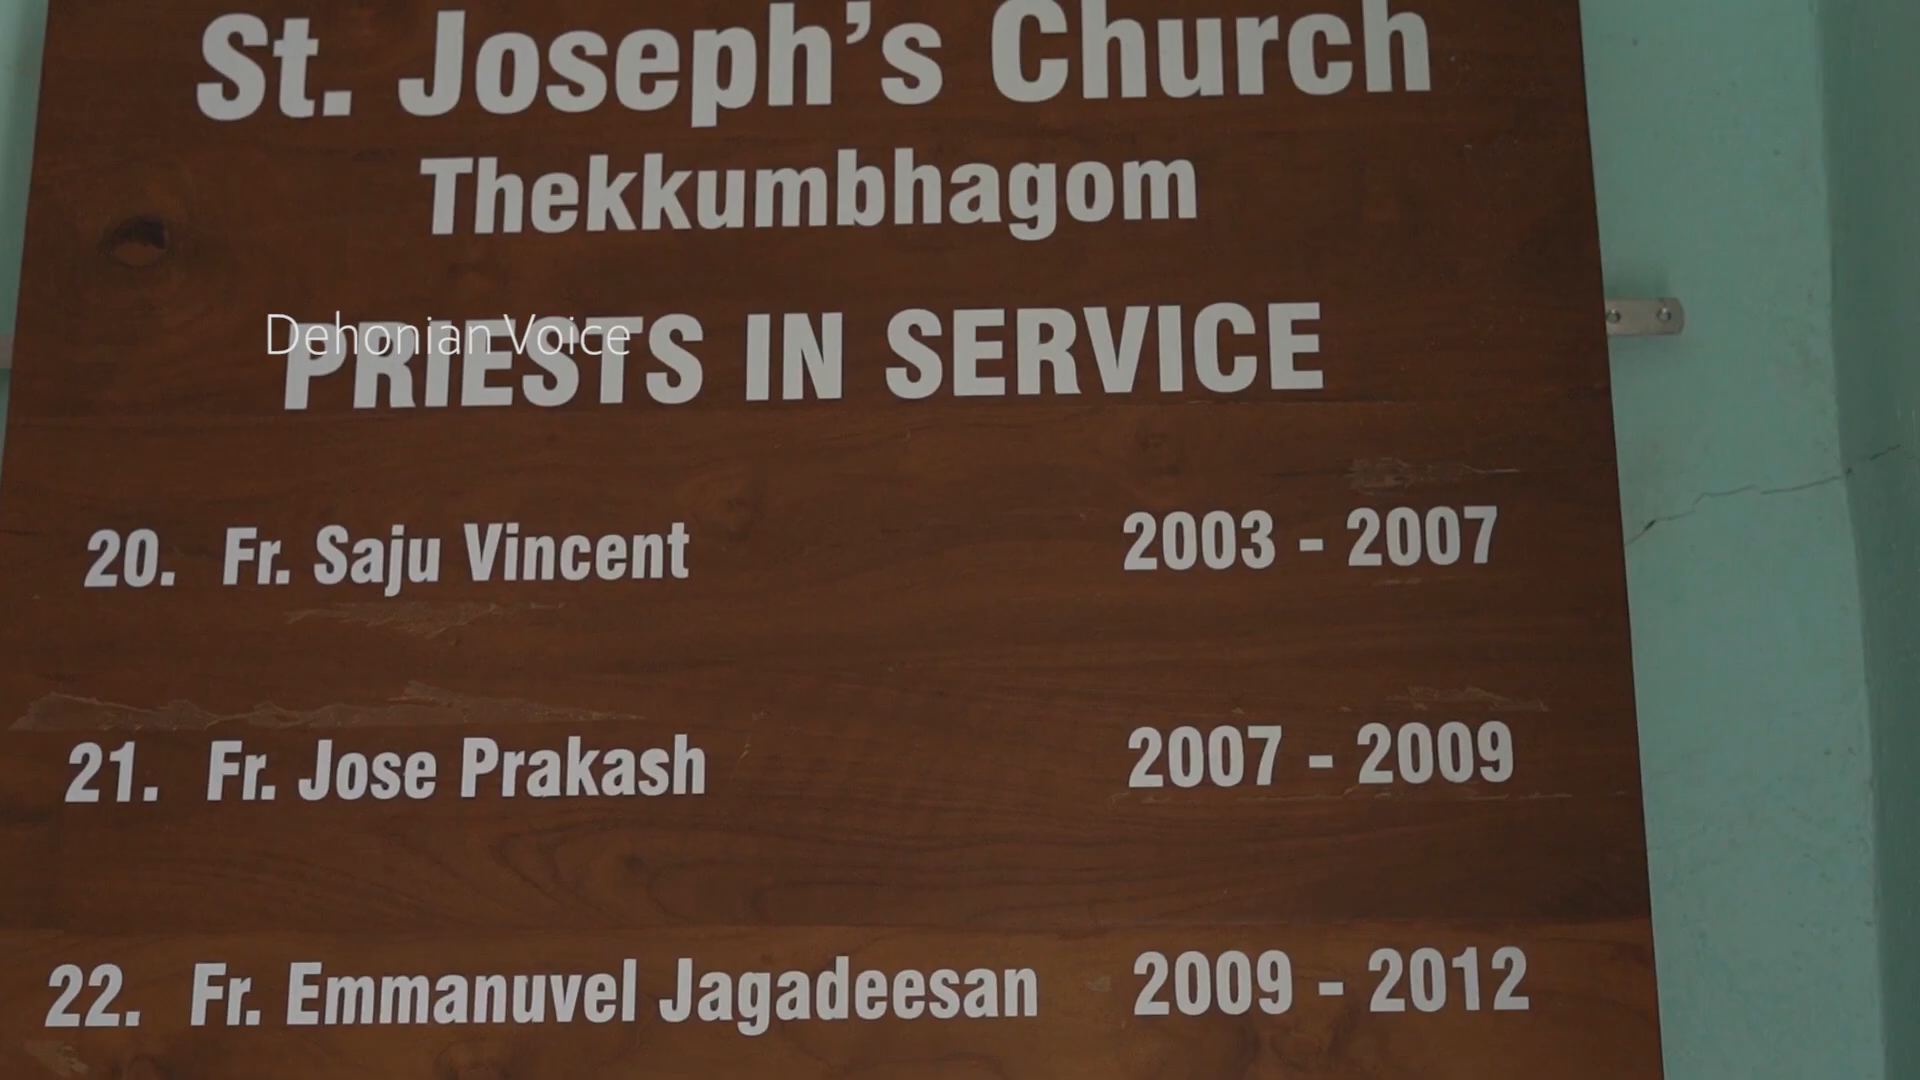 St. Joseph's Church
Thekkumbhagom
Dehonian Voice
PRIESTS IN SERVICE
20. Fr. Saju Vincent 2003 - 2007
21. Fr. Jose Prakash 2007 - 2009
22. Fr. Emmanuvel Jagadeesan 2009 - 2012